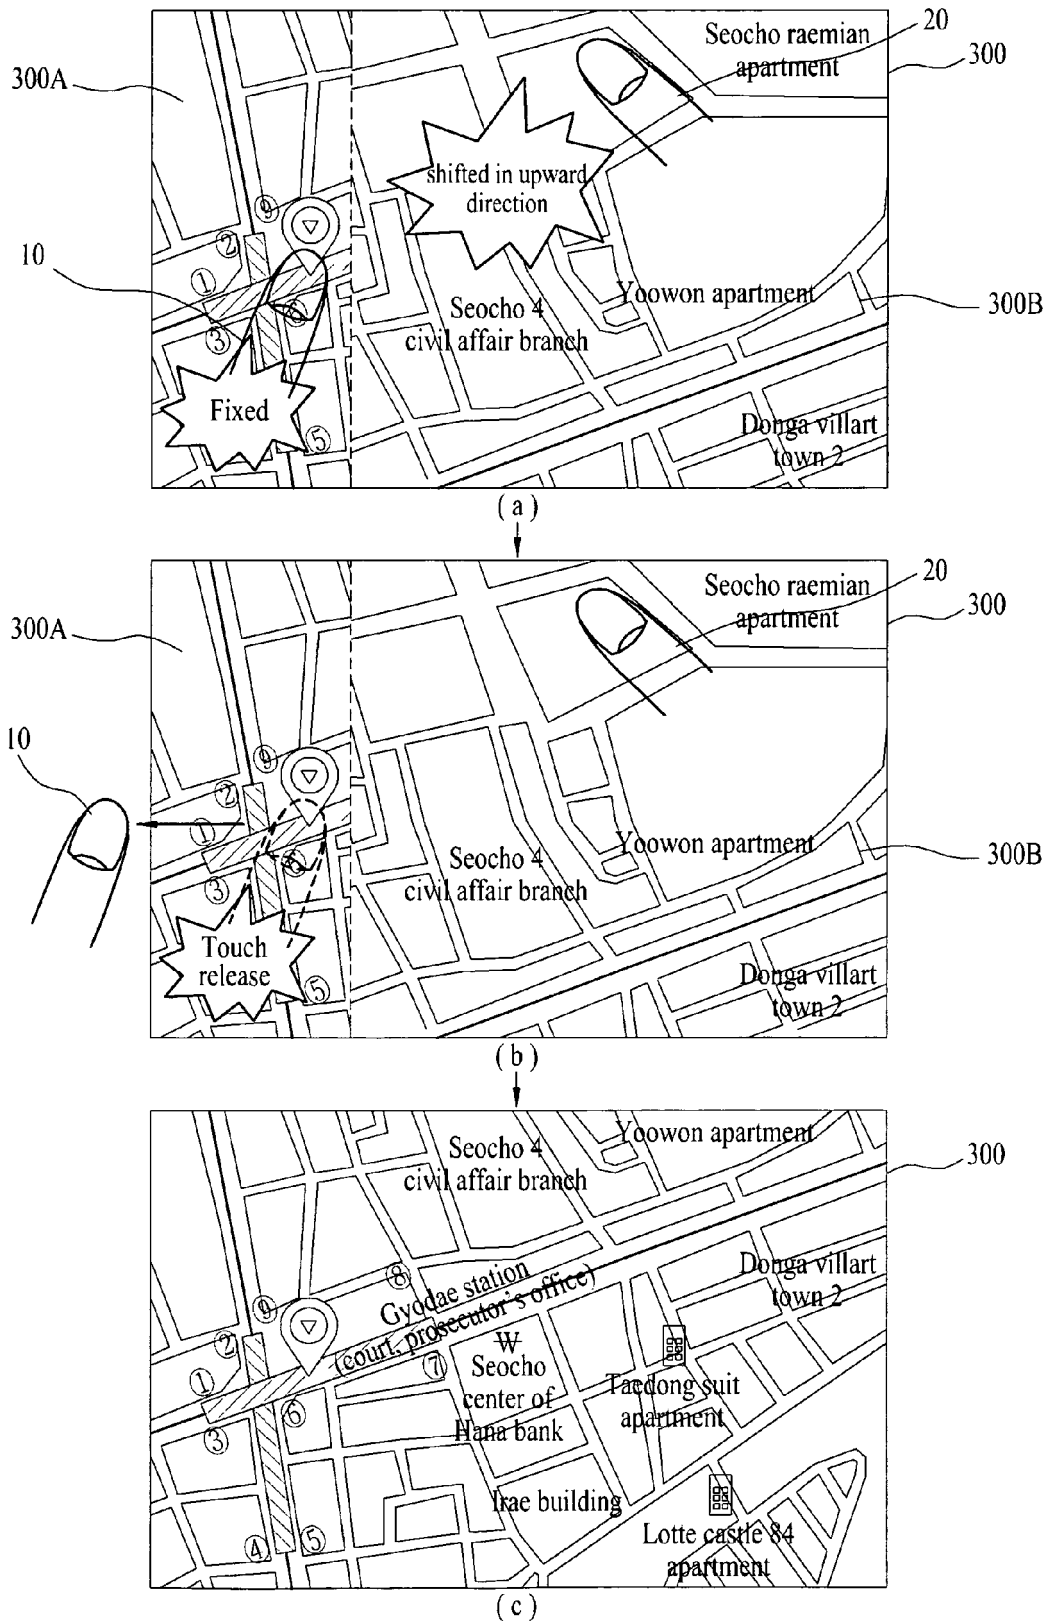 20
Seocho raemian
apartment
300
300A
shifted in upward
direction
⑨
②
10
①
⑥
Seocho 4
civil affair branch
Yoowon apartment
300B
③
Fixed
⑤
Donga villart
town 2
( a )
20
Seocho raemian
apartment
300
300A
10
⑨
②
①
⑥
Seocho 4
civil affair branch
Yoowon apartment
300B
③
Touch
release
⑤
Donga villart
town 2
( b )
Seocho 4
civil affair branch
Yoowon apartment
300
⑧
Gyodae station
(court, prosecutor's office)
Donga villart
town 2
⑨
②
①
W
⑦
Seocho
center of
Hana bank
Taedong suit
apartment
⑥
③
Irae building
④
⑤
Lotte castle 84
apartment
( c )